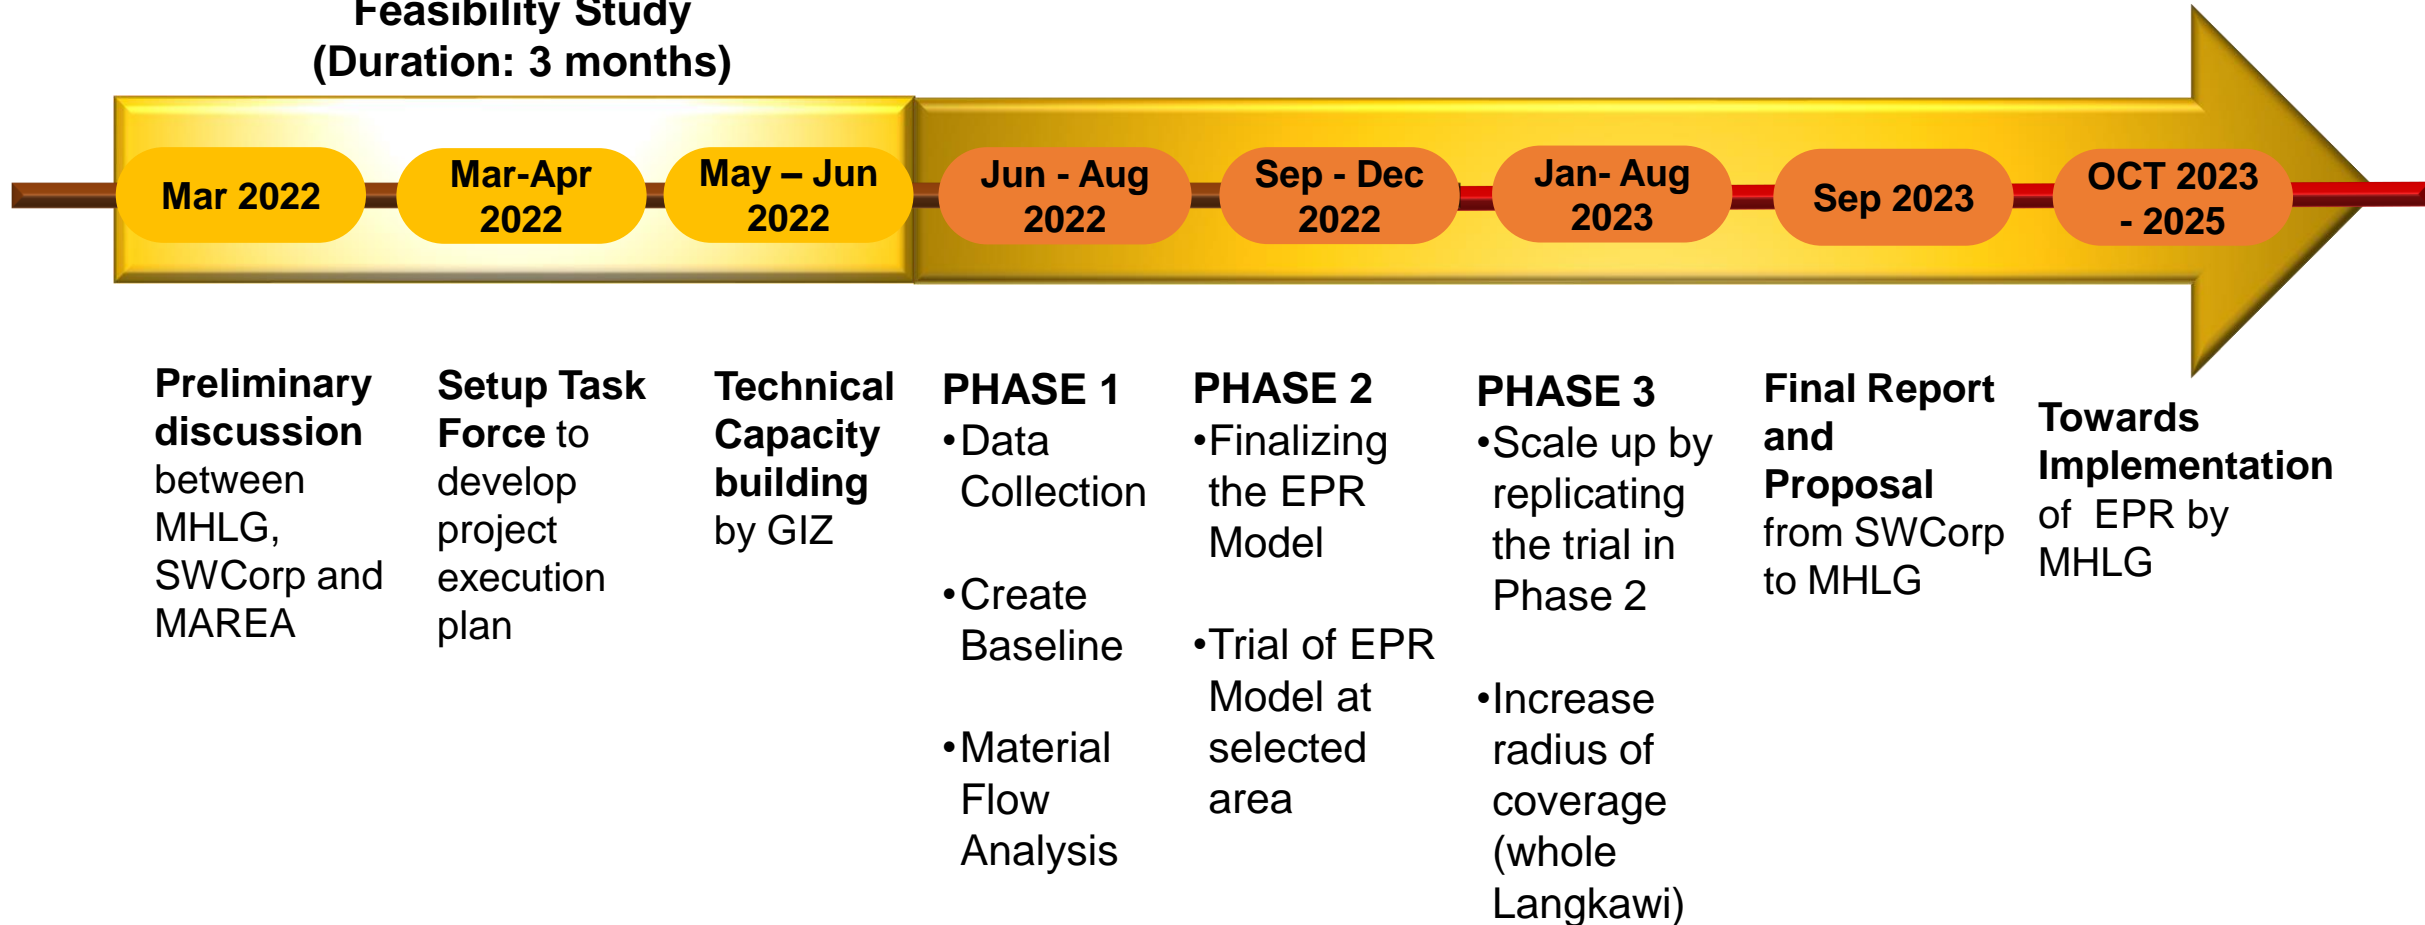 Feasibility Study
(Duration: 3 months)
Mar 2022
Mar-Apr
2022
May – Jun
2022
Jun - Aug
2022
Sep - Dec
2022
Jan- Aug
2023
Sep 2023
OCT 2023
- 2025
Preliminary
discussion
between
MHLG,
SWCorp and
MAREA
Setup Task
Force to
develop
project
execution
plan
Technical
Capacity
building
by GIZ
PHASE 1
•Data
Collection
•Create
Baseline
•Material
Flow
Analysis
PHASE 2
•Finalizing
the EPR
Model
•Trial of EPR
Model at
selected
area
PHASE 3
•Scale up by
replicating
the trial in
Phase 2
•Increase
radius of
coverage
(whole
Langkawi)
Final Report
and
Proposal
from SWCorp
to MHLG
Towards
Implementation
of EPR by
MHLG